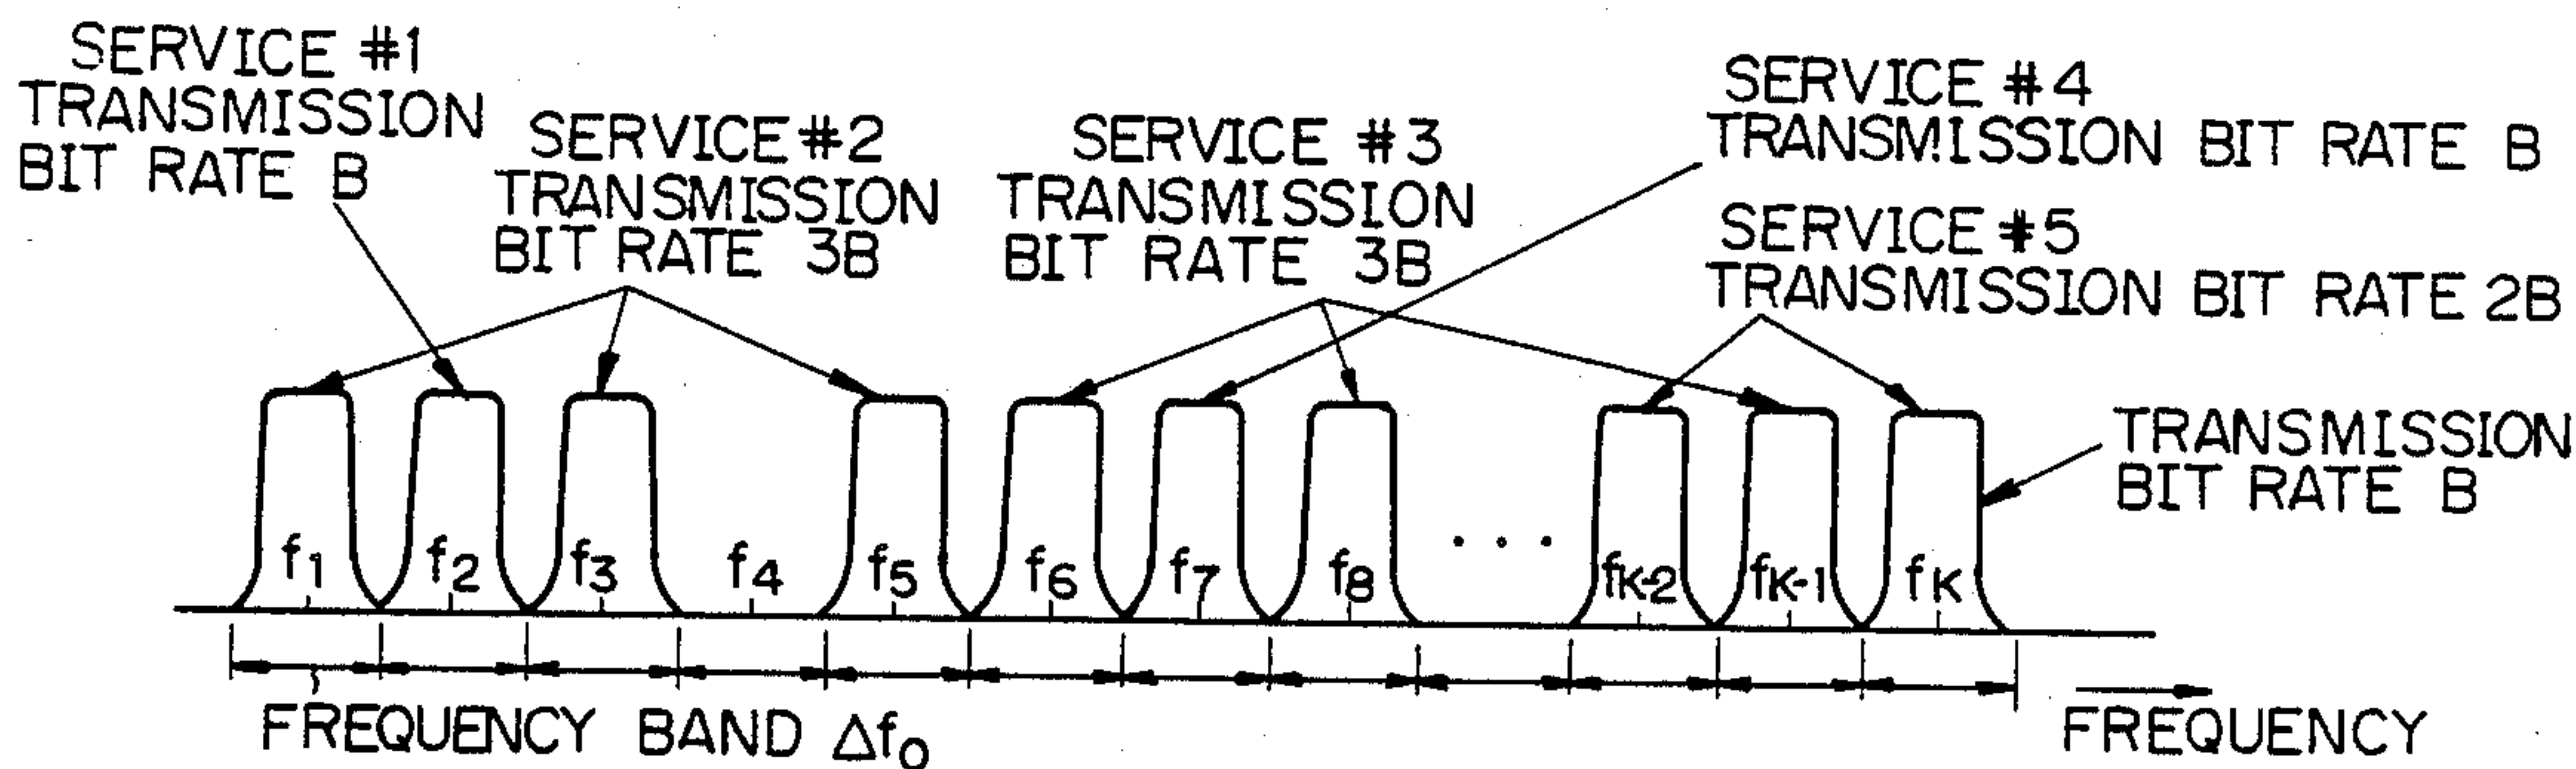 SERVICE #1
TRANSMISSION
BIT RATE B
SERVICE #2
TRANSMISSION
BIT RATE 3B
SERVICE #3
TRANSMISSION
BIT RATE 3B
SERVICE #4
TRANSMISSION BIT RATE B
SERVICE #5
TRANSMISSION BIT RATE 2B
TRANSMISSION
BIT RATE B
f1 f2 f3 f4 f5 f6 f7 f8 ... fK-2 fK-1 fK
FREQUENCY BAND Δf0
FREQUENCY